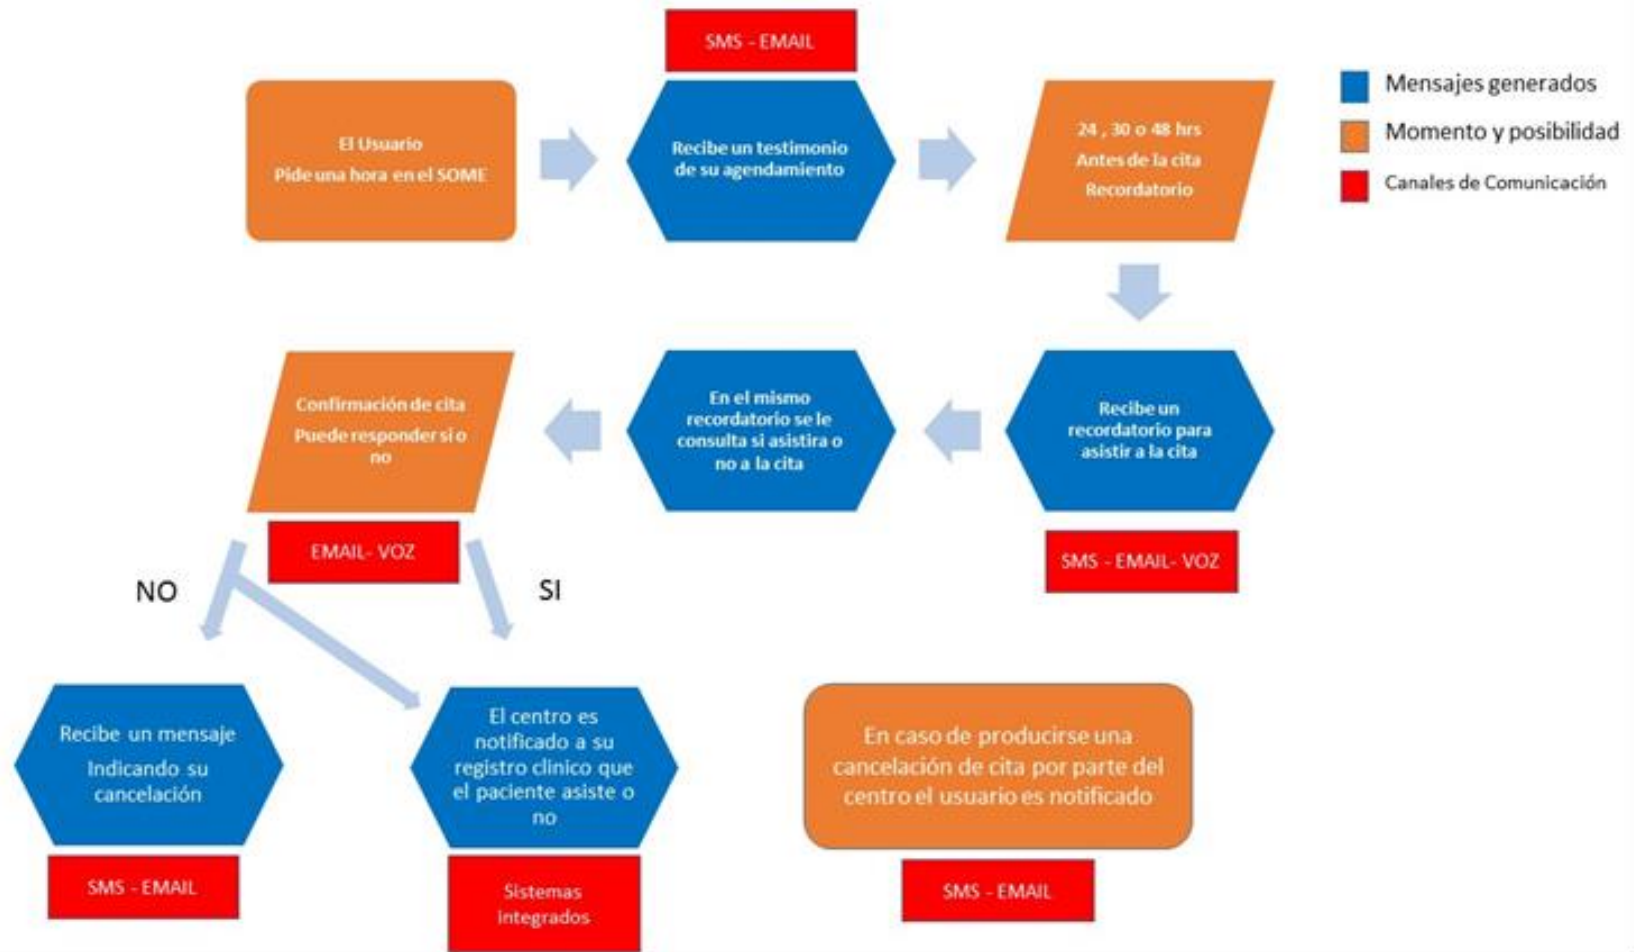 SMS - EMAIL
El Usuario
Pide una hora en el SOME
Recibe un testimonio
de su agendamiento
24 , 30 o 48 hrs
Antes de la cita
Recordatorio
Mensajes generados
Momento y posibilidad
Canales de Comunicación
Confirmación de cita
Puede responder si o
no
En el mismo
recordatorio se le
consulta si asistira o
no a la cita
Recibe un
recordatorio para
asistir a la cita
EMAIL- VOZ
SMS - EMAIL- VOZ
NO
SI
Recibe un mensaje
Indicando su
cancelación
El centro es
notificado a su
registro clinico que
el paciente asiste o
no
En caso de producirse una
cancelación de cita por parte del
centro el usuario es notificado
SMS - EMAIL
Sistemas
integrados
SMS - EMAIL